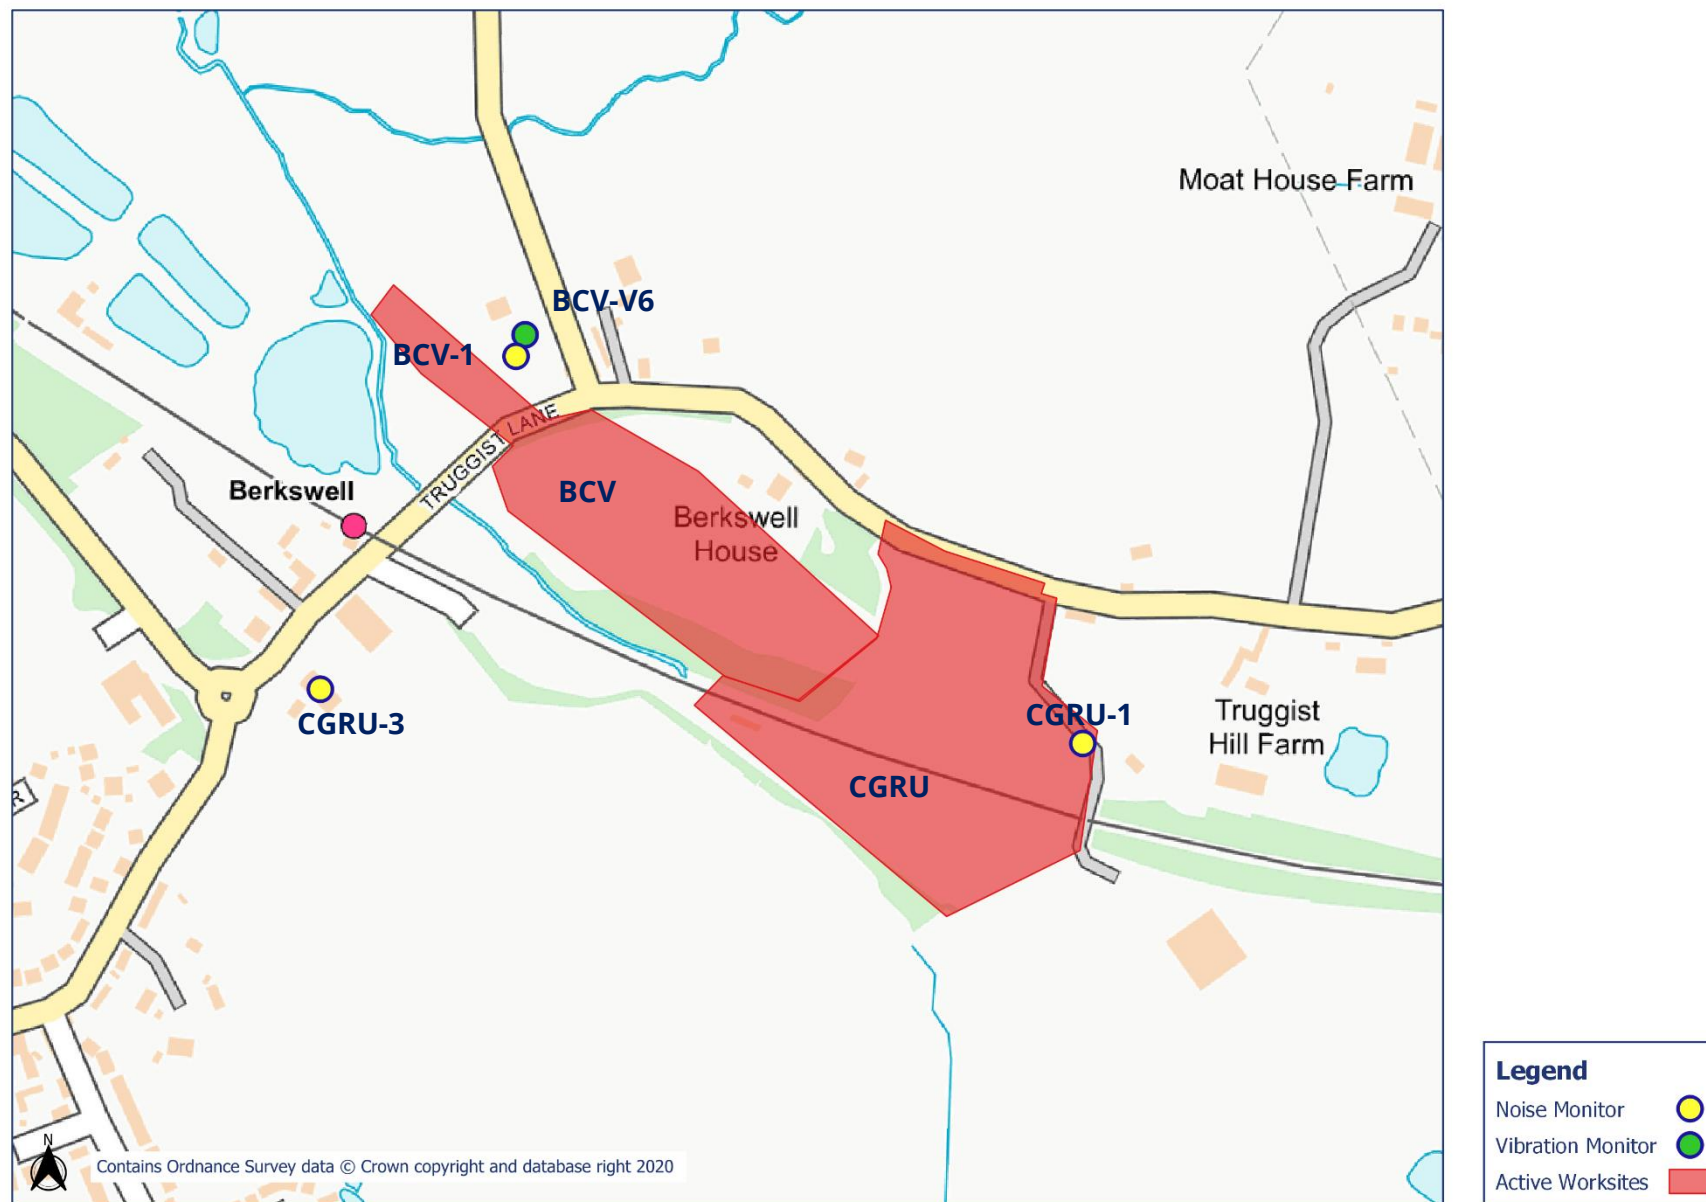 Moat House Farm
BCV-V6
BCV-1
TRUGGIST LANE
Berkswell
BCV
Berkswell
House
CGRU-3
CGRU-1
Truggist
Hill Farm
CGRU
R
N
Contains Ordnance Survey data © Crown copyright and database right 2020
Legend
Noise Monitor
Vibration Monitor
Active Worksites